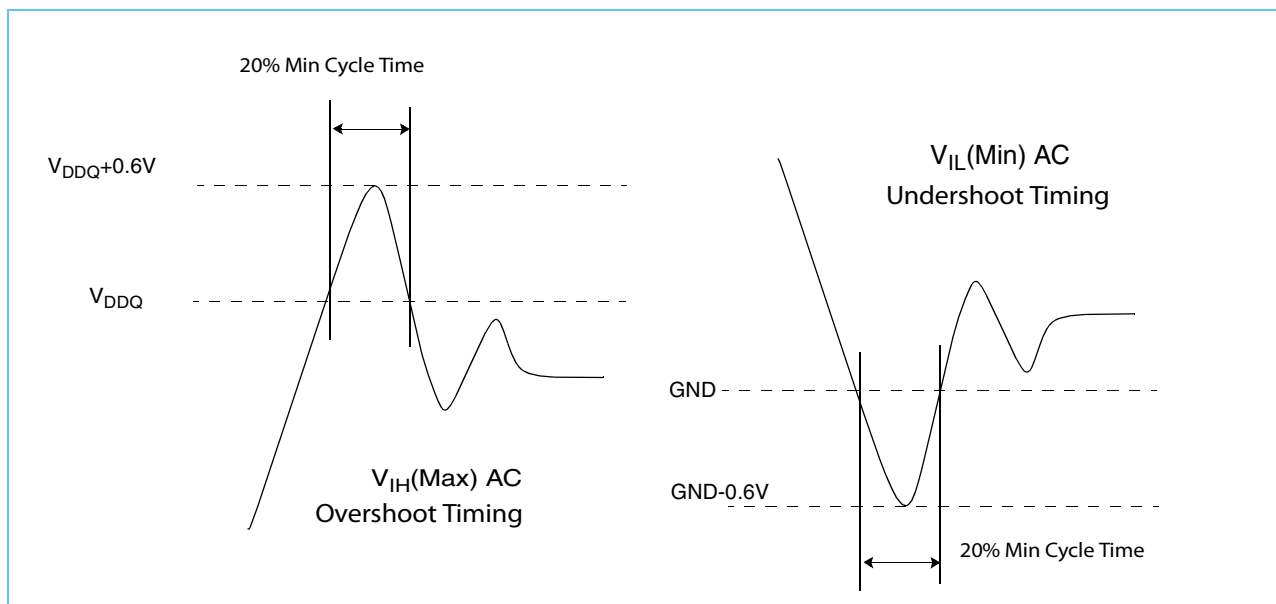 20% Min Cycle Time
VDDQ+0.6V
VDDQ
VIH(Max) AC
Overshoot Timing
VIL(Min) AC
Undershoot Timing
GND
GND-0.6V
20% Min Cycle Time